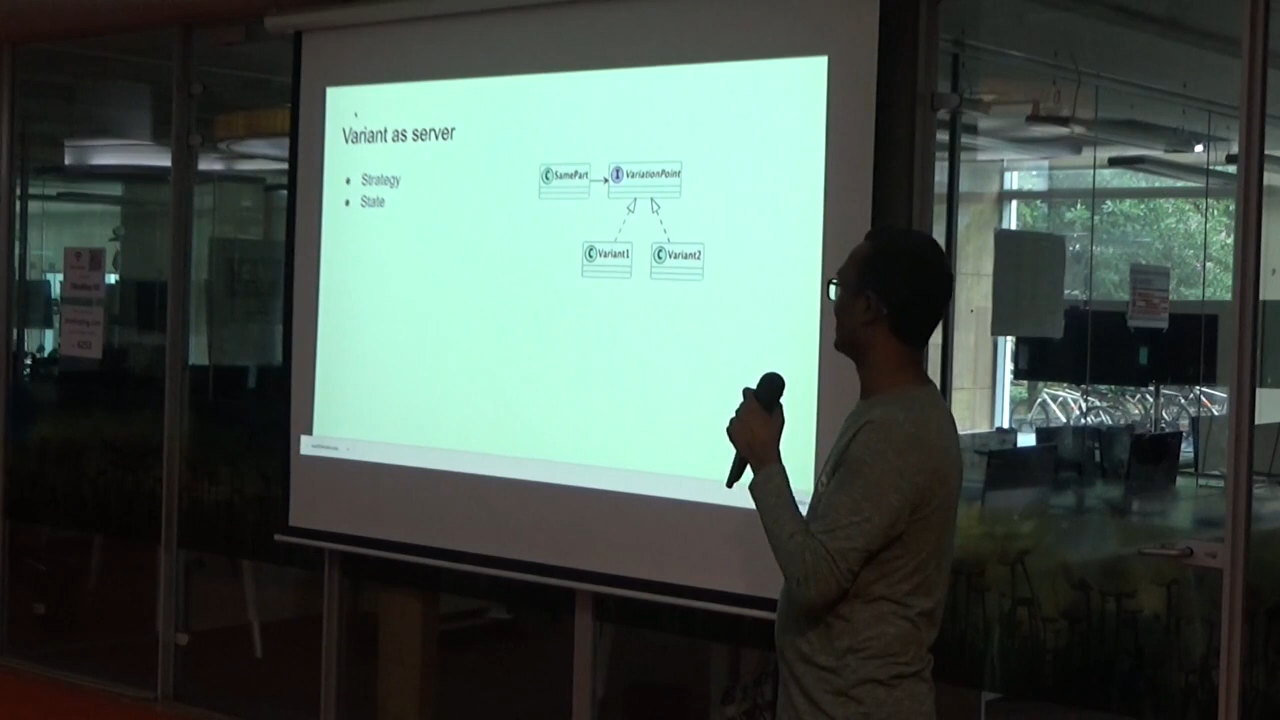 Variant as server
• Strategy
• State
C SamePart
I VariationPoint
C Variant1
C Variant2